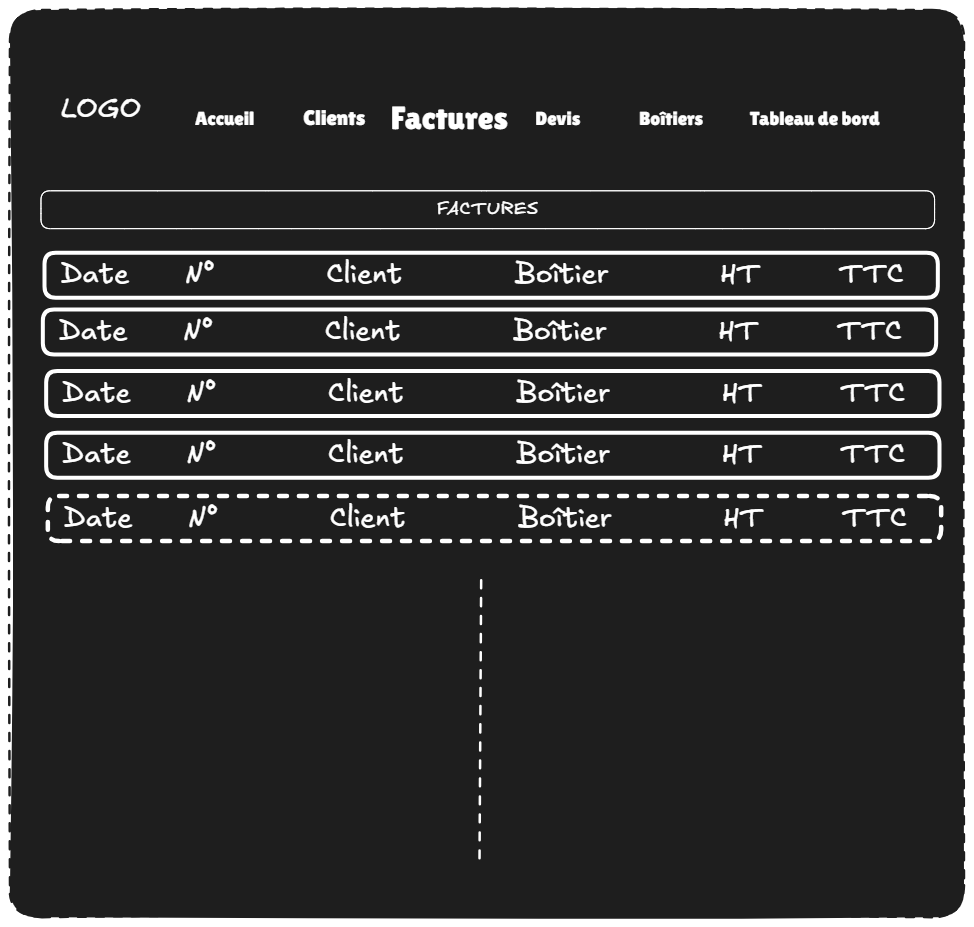 LOGO Accueil Clients Factures Devis Boîtiers Tableau de bord
FACTURES
Date N° Client Boîtier HT TTC
Date N° Client Boîtier HT TTC
Date N° Client Boîtier HT TTC
Date N° Client Boîtier HT TTC
Date N° Client Boîtier HT TTC